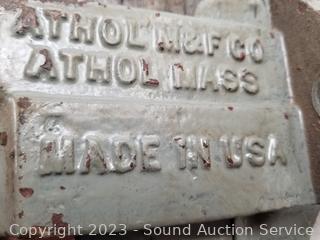 ATHOL M&F CO
ATHOL MASS
MADE IN USA
Copyright 2023 - Sound Auction Service